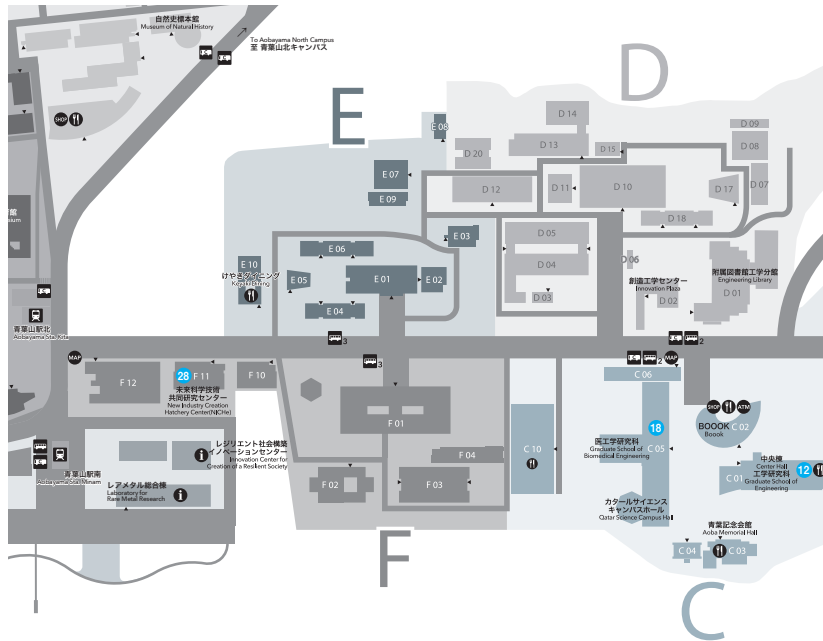 自然史標本館
Museum of Natural History
To Aobayama North Campus
至 青葉山北キャンパス
SHOP
E
D
E 08
D 14
D 09
D 13
D 15
D 08
D 20
E 07
D 12
D 11
D 10
D 17
D 07
E 09
D 18
館
E 03
D 05
E 06
E 10
けやきダイニング
Keyaki Dining
E 05
E 01
E 02
D 04
D 06
創造工学センター
Innovation Plaza
附属図書館工学分館
Engineering Library
D 03
D 02
D 01
E 04
青葉山駅北
Aobayama Sta. Kita
3
2
MAP
3
2
MAP
F 12
28
F 11
F 10
C 06
未来科学技術
共同研究センター
New Industry Creation
Hatchery Center(NICHe)
SHOP
ATM
F 01
18
BOOOK
Boook
C 02
レジリエント社会構築
イノベーションセンター
Innovation Center for
Creation of a Resilient Society
医工学研究科
Graduate School of
Biomedical Engineering
C 10
C 05
F 04
中央棟
Center Hall
工学研究科
Graduate School of
Engineering
12
青葉山駅南
Aobayama Sta. Minami
レアメタル総合棟
Laboratory for
Rare Metal Research
F 02
F 03
C 01
カタールサイエンス
キャンパスホール
Qatar Science Campus Hall
青葉記念会館
Aoba Memorial Hall
C 04
C 03
F
C